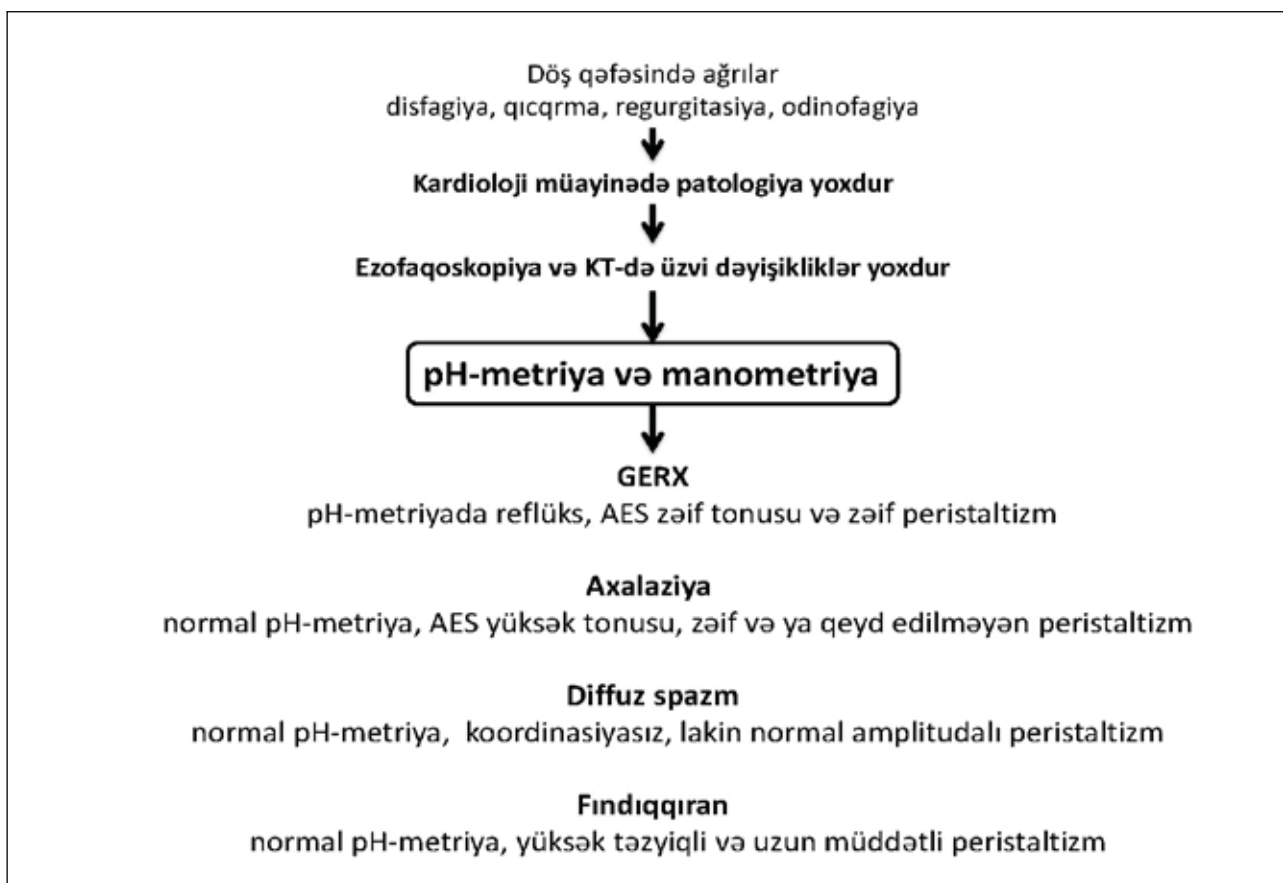 Döş qəfəsində ağrılar
disfagiya, qıcqrma, regurgitasiya, odinofagiya
Kardioloji müayinədə patologiya yoxdur
Ezofaqoskopiya və KT-də üzvi dəyişikliklər yoxdur
pH-metriya və manometriya
GERX
pH-metriyada reflüks, AES zəif tonusu və zəif peristaltizm
Axalaziya
normal pH-metriya, AES yüksək tonusu, zəif və ya qeyd edilməyən peristaltizm
Diffuz spazm
normal pH-metriya, koordinasiyasız, lakin normal amplitudalı peristaltizm
Fındıqqıran
normal pH-metriya, yüksək təzyiqli və uzun müddətli peristaltizm